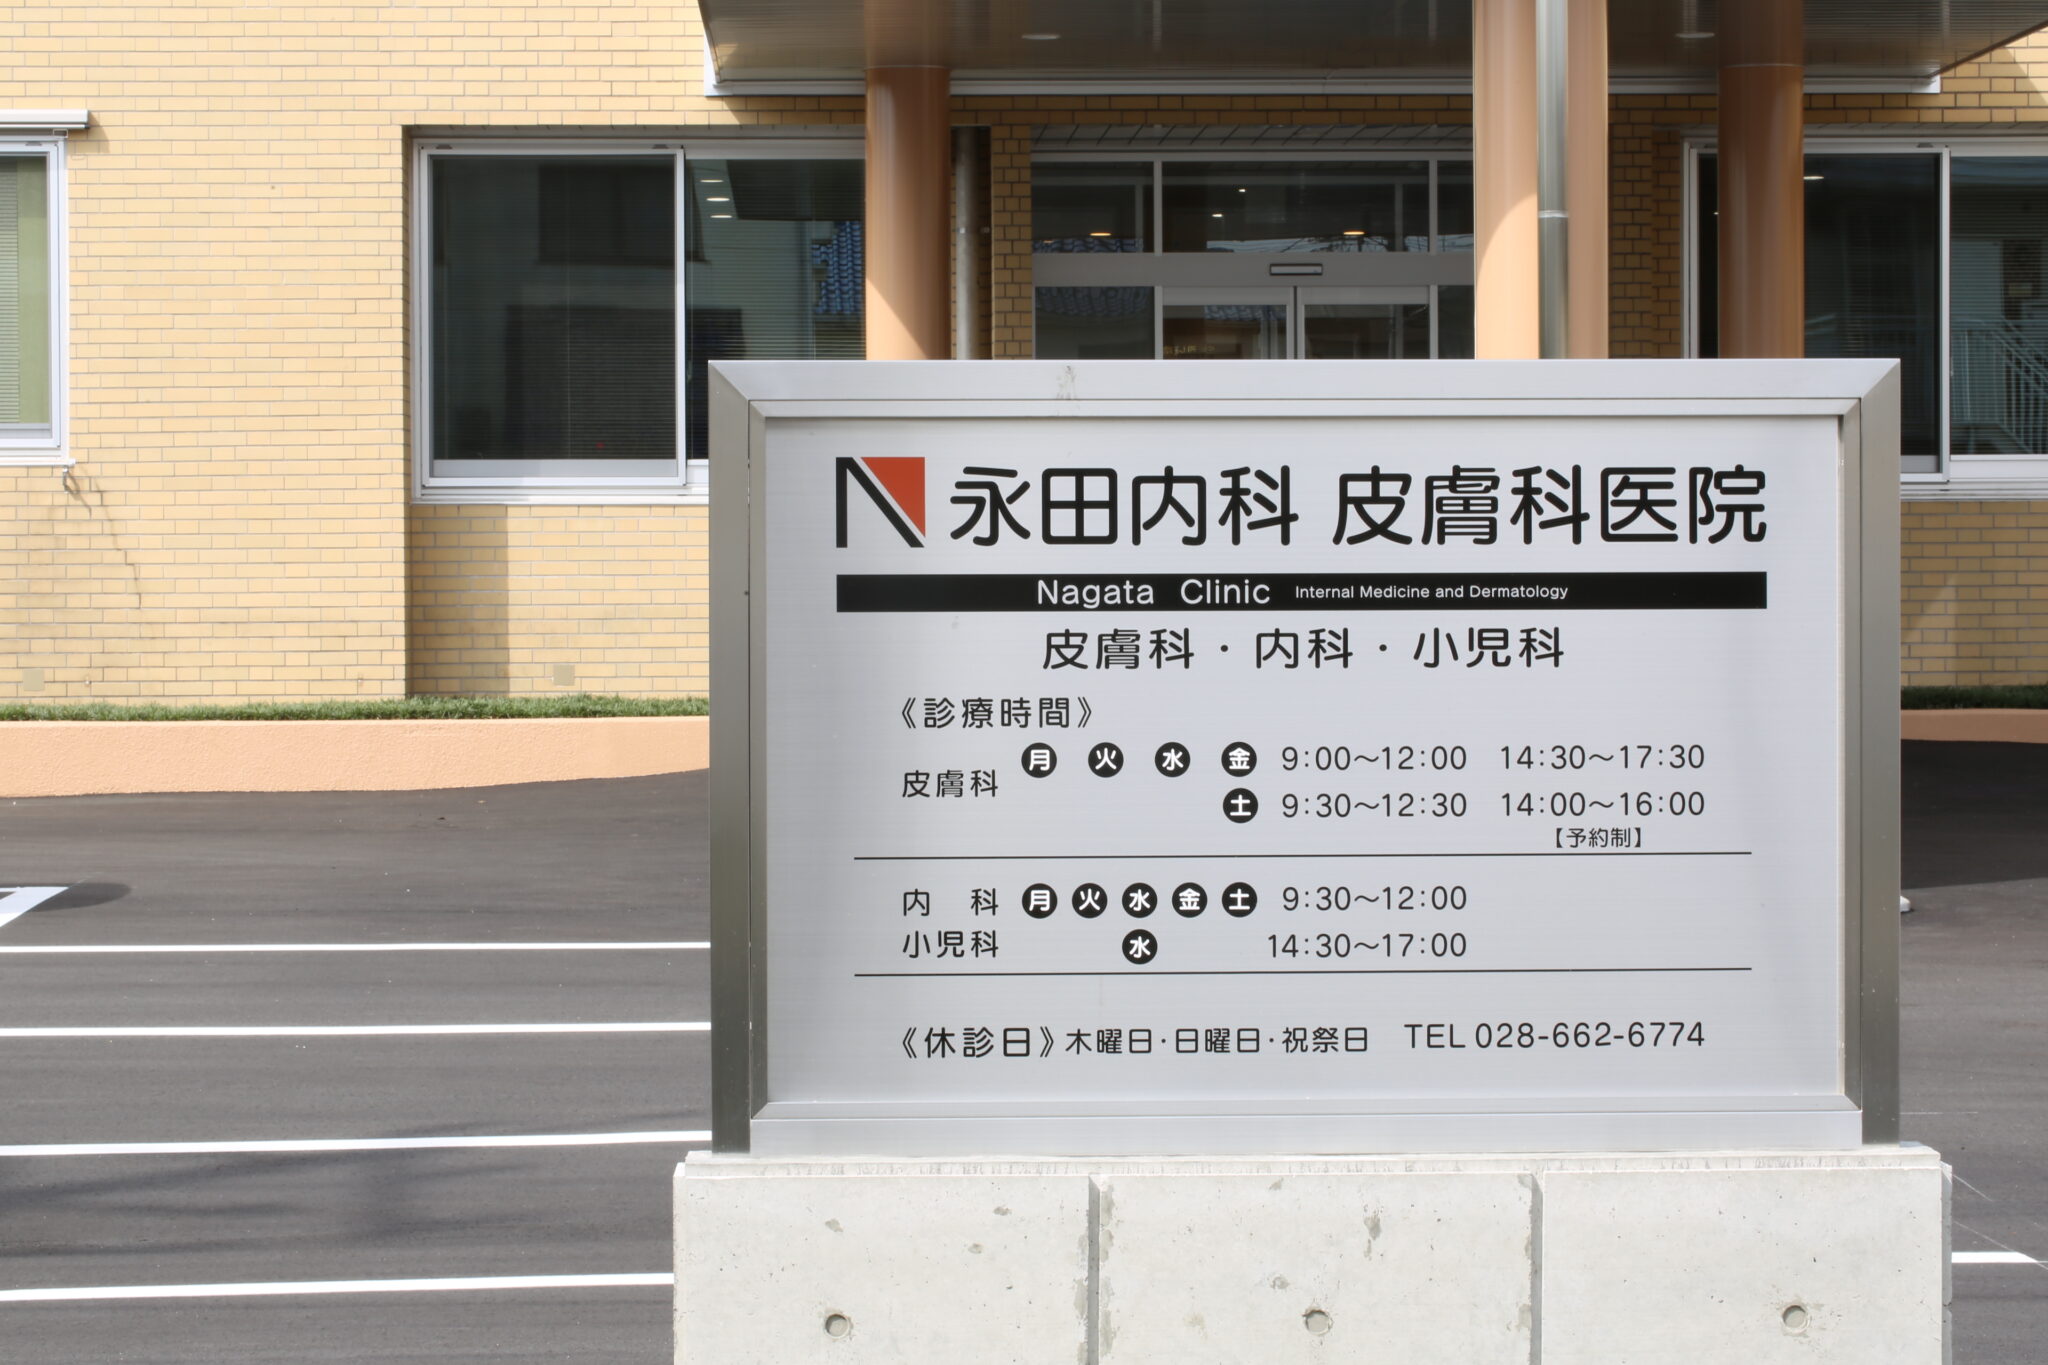 永田内科 皮膚科医院
Nagata Clinic Internal Medicine and Dermatology
皮膚科・内科・小児科
《診療時間》
皮膚科 月 火 水 金 9:00～12:00 14:30～17:30
土 9:30～12:30 14:00～16:00
【予約制】
内 科 月 火 水 金 土 9:30～12:00
小児科 水 14:30～17:00
《休診日》木曜日・日曜日・祝祭日 TEL 028-662-6774